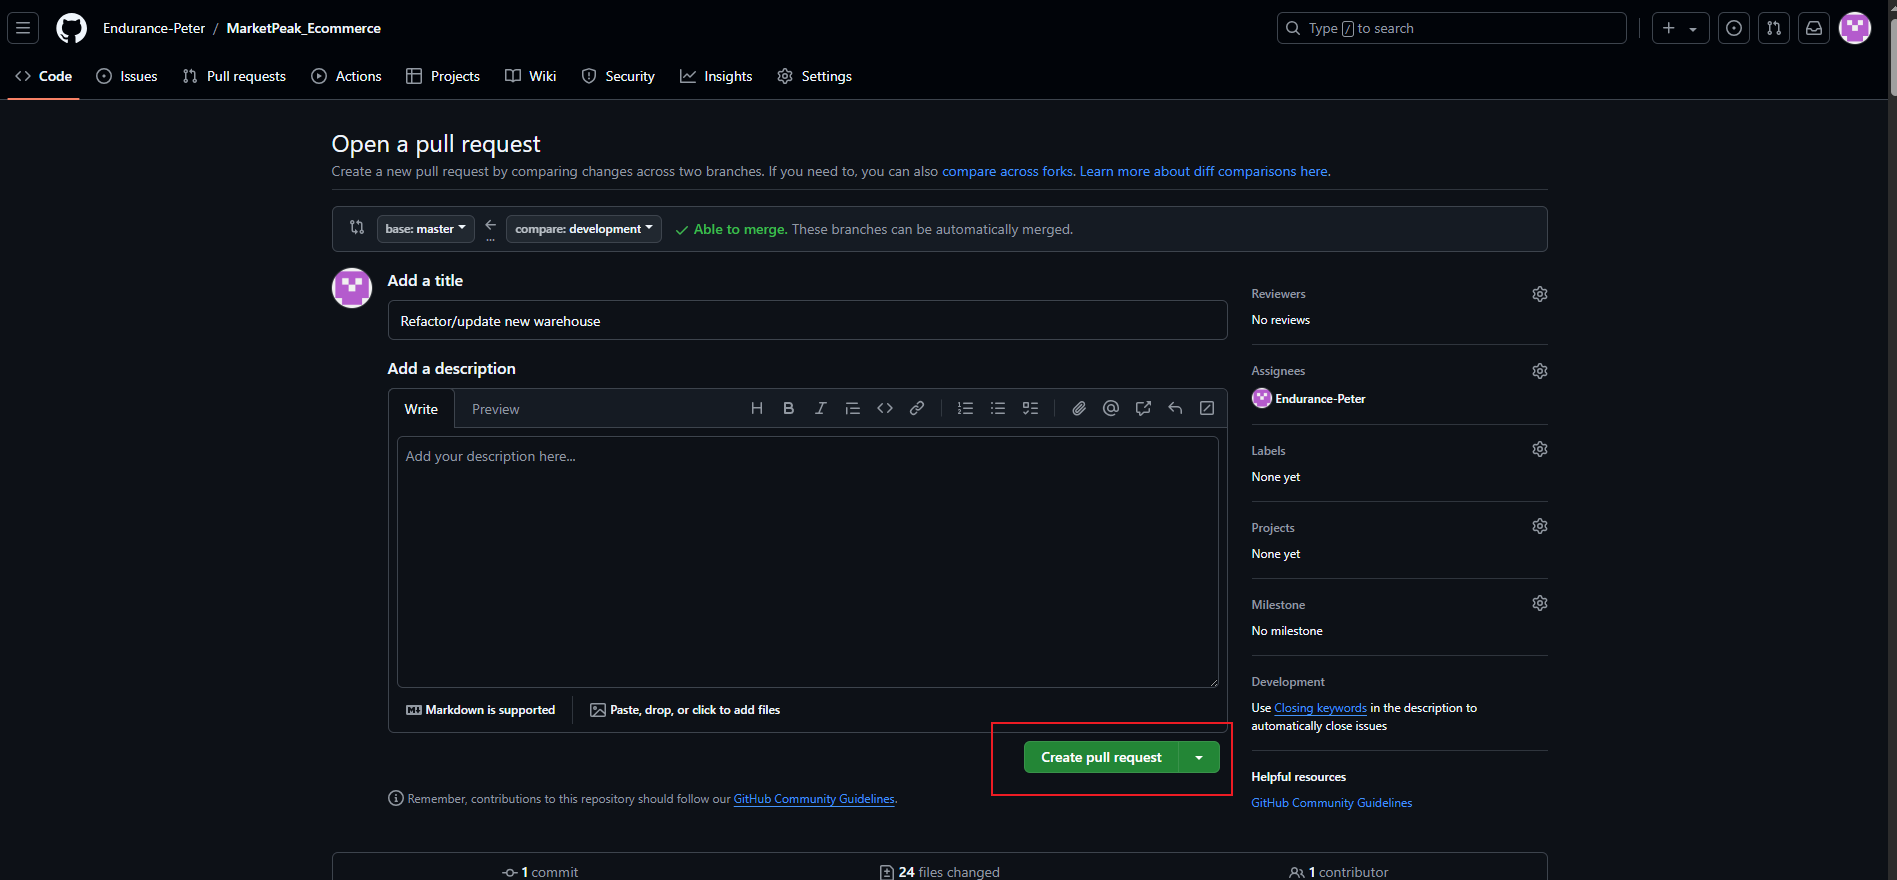 Endurance-Peter / MarketPeak_Ecommerce
Type / to search
Code Issues Pull requests Actions Projects Wiki Security Insights Settings
Open a pull request
Create a new pull request by comparing changes across two branches. If you need to, you can also compare across forks. Learn more about diff comparisons here.
base: master compare: development Able to merge. These branches can be automatically merged.
Add a title
Refactor/update new warehouse
Add a description
Write Preview
Add your description here...
Markdown is supported Paste, drop, or click to add files
Create pull request
Remember, contributions to this repository should follow our GitHub Community Guidelines.
Reviewers
No reviews
Assignees
Endurance-Peter
Labels
None yet
Projects
None yet
Milestone
No milestone
Development
Use Closing keywords in the description to
automatically close issues
Helpful resources
GitHub Community Guidelines
1 commit 24 files changed 1 contributor